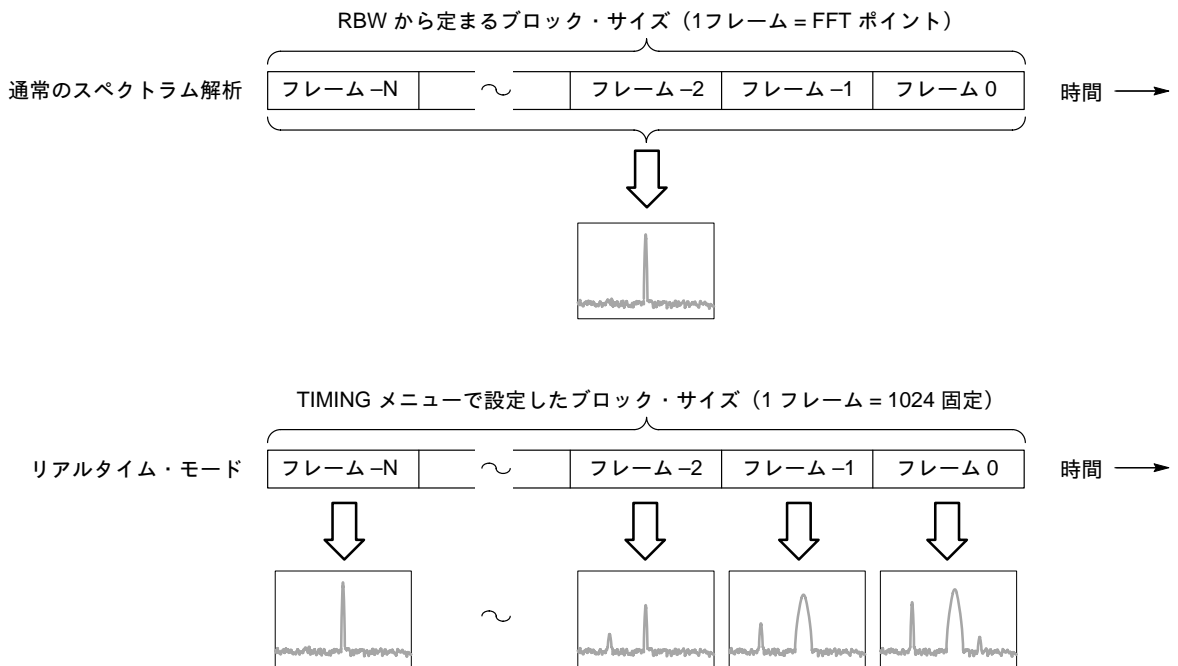 RBW から定まるブロック・サイズ（1フレーム = FFT ポイント）
通常のスペクトラム解析 フレーム –N ～ フレーム –2 フレーム –1 フレーム 0 時間
TIMING メニューで設定したブロック・サイズ（1 フレーム = 1024 固定）
リアルタイム・モード フレーム –N ～ フレーム –2 フレーム –1 フレーム 0 時間
～